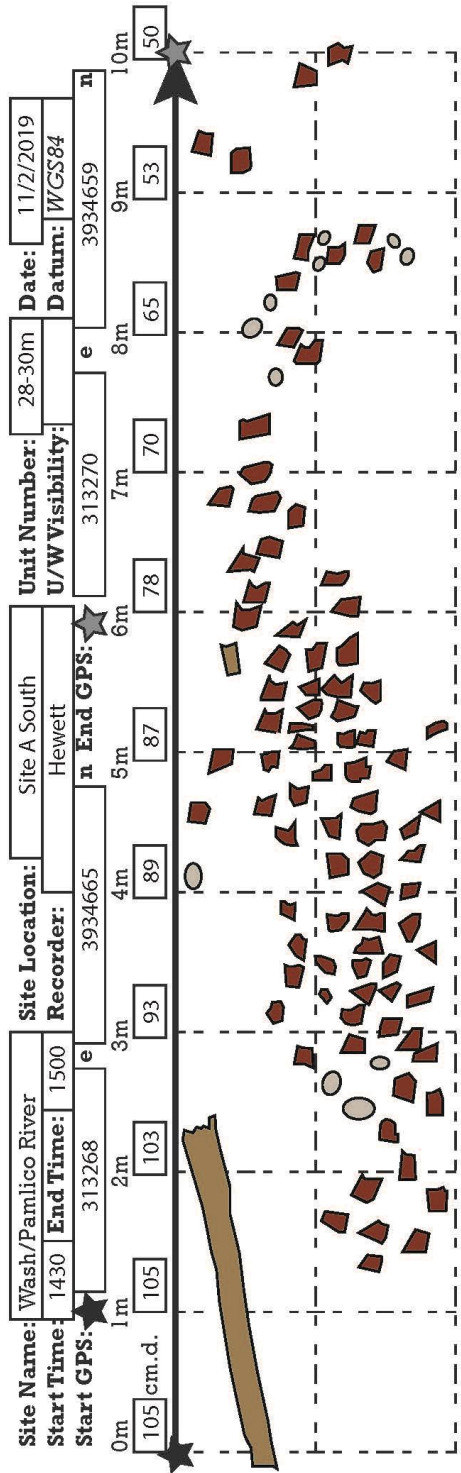 Site Name: Wash/Pamlico River Site Location: Site A South Unit Number: 28-30m Date: 11/2/2019
Start Time: 1430 End Time: 1500 Recorder: Hewett U/W Visibility: Datum: WGS84
Start GPS: 313268 e 3934665 n End GPS: 313270 e 3934659 n
0m 1m 2m 3m 4m 5m 6m 7m 8m 9m 10m
105 cm.d. 105 103 93 89 87 78 70 65 53 50